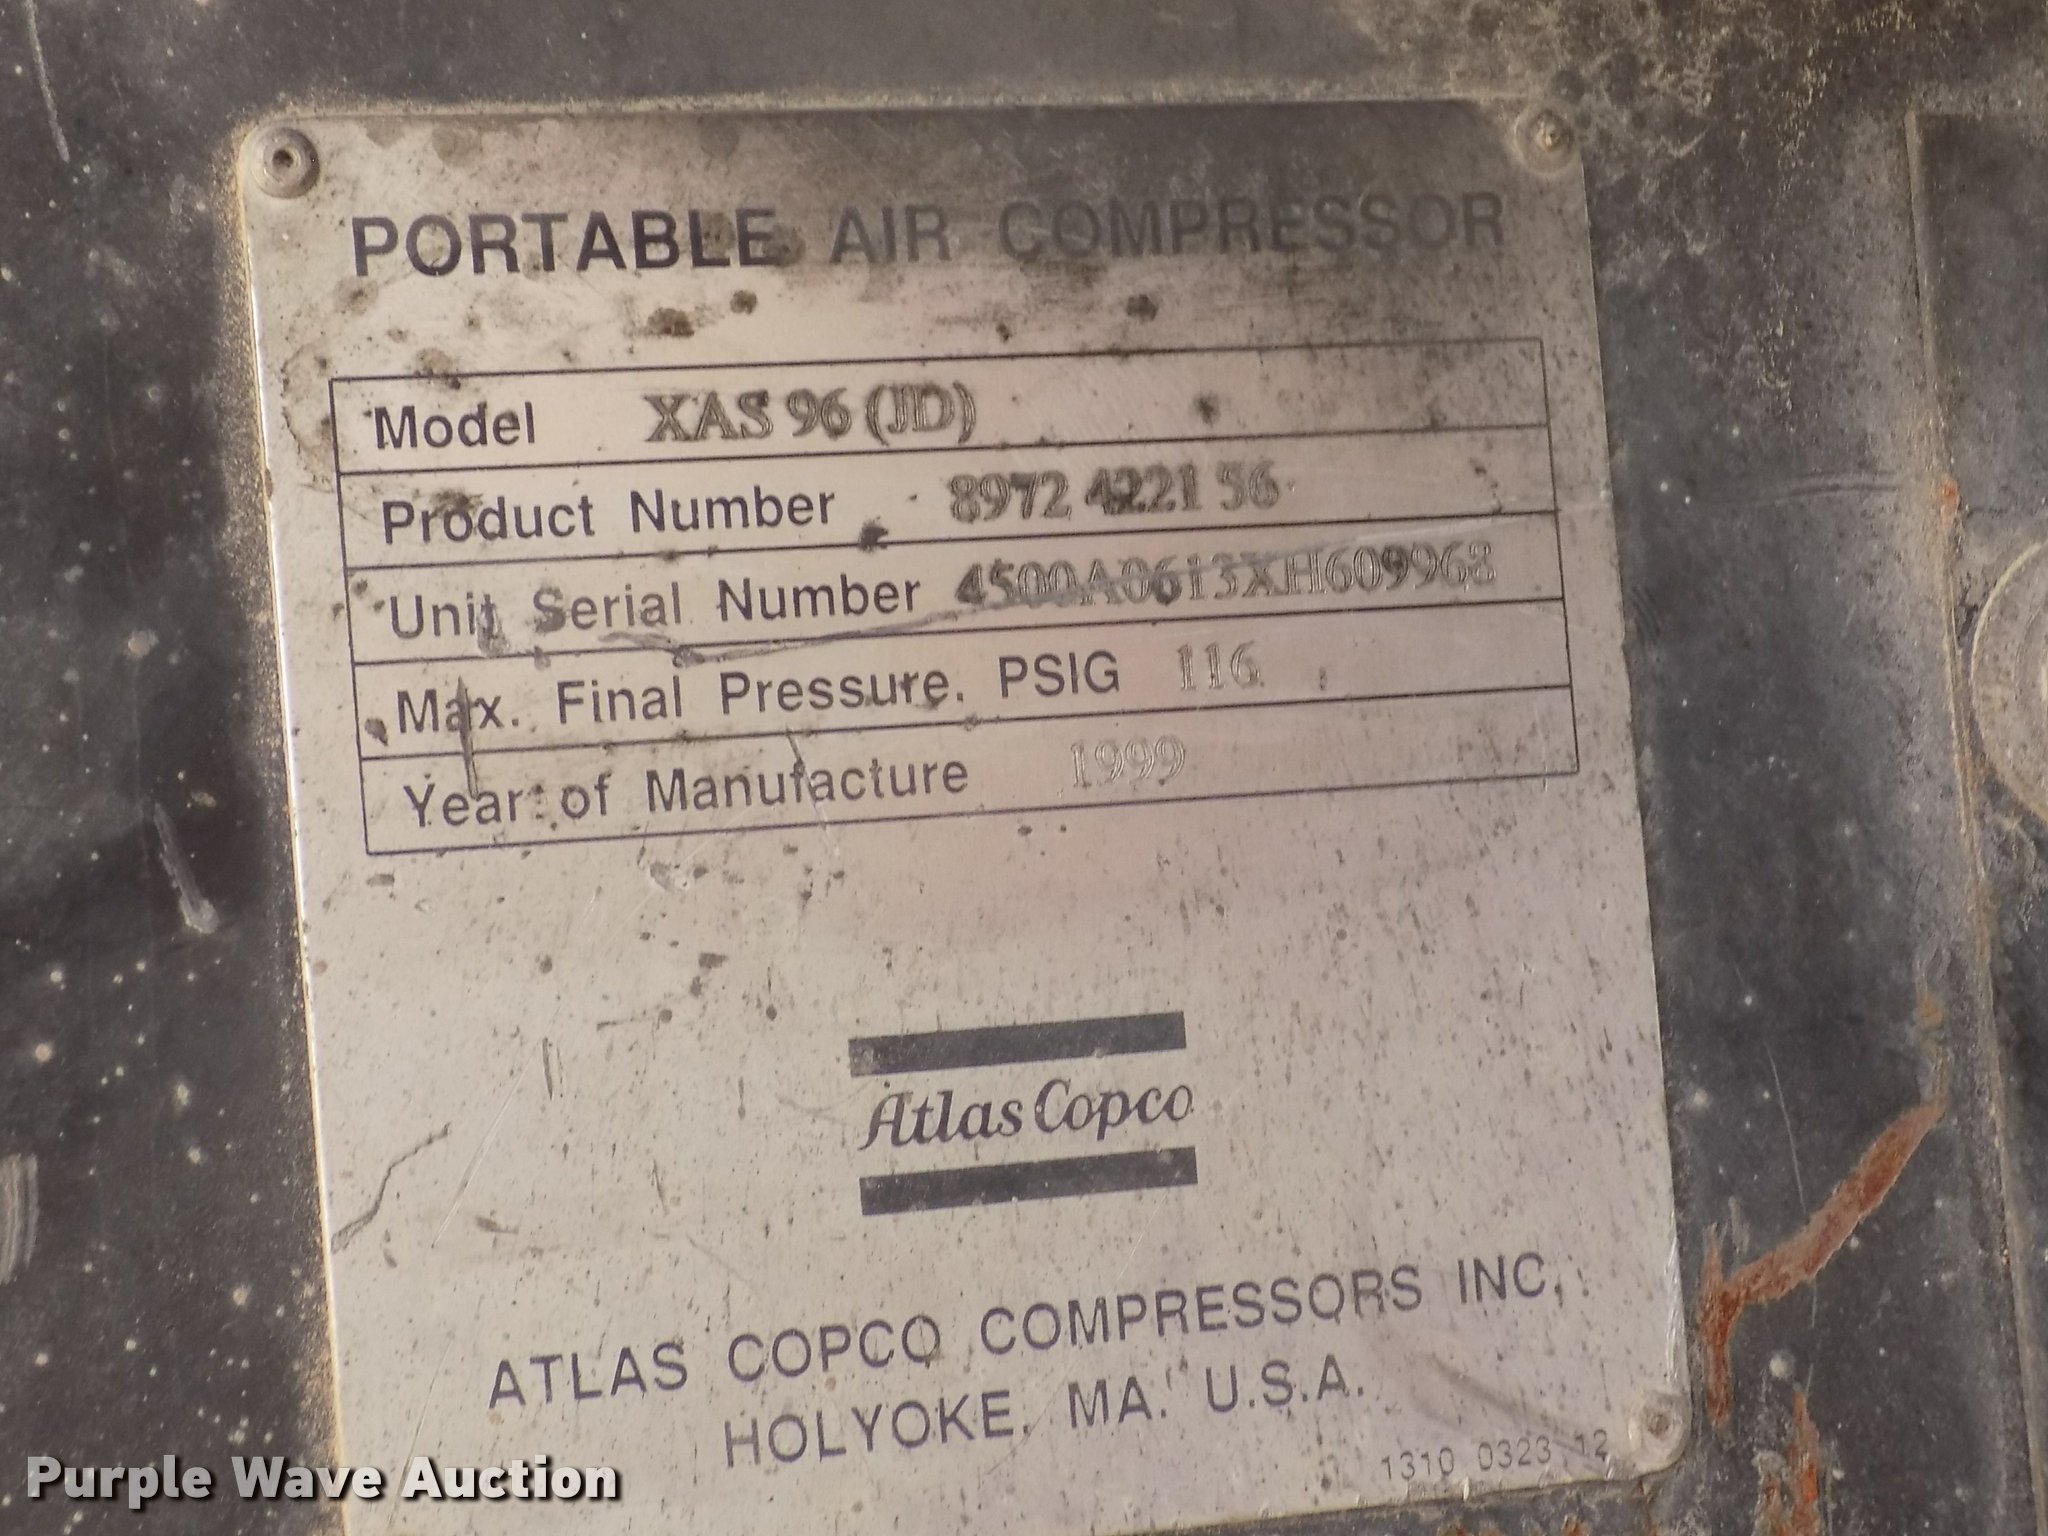 PORTABLE AIR COMPRESSOR
Model XAS 96 (JD)
Product Number 8972 4221 56
Unit Serial Number 4500A0613XH609968
Max. Final Pressure. PSIG 116
Year of Manufacture 1999
Atlas Copco
ATLAS COPCO COMPRESSORS INC.
HOLYOKE, MA. U.S.A.
1310 0323 12
Purple Wave Auction